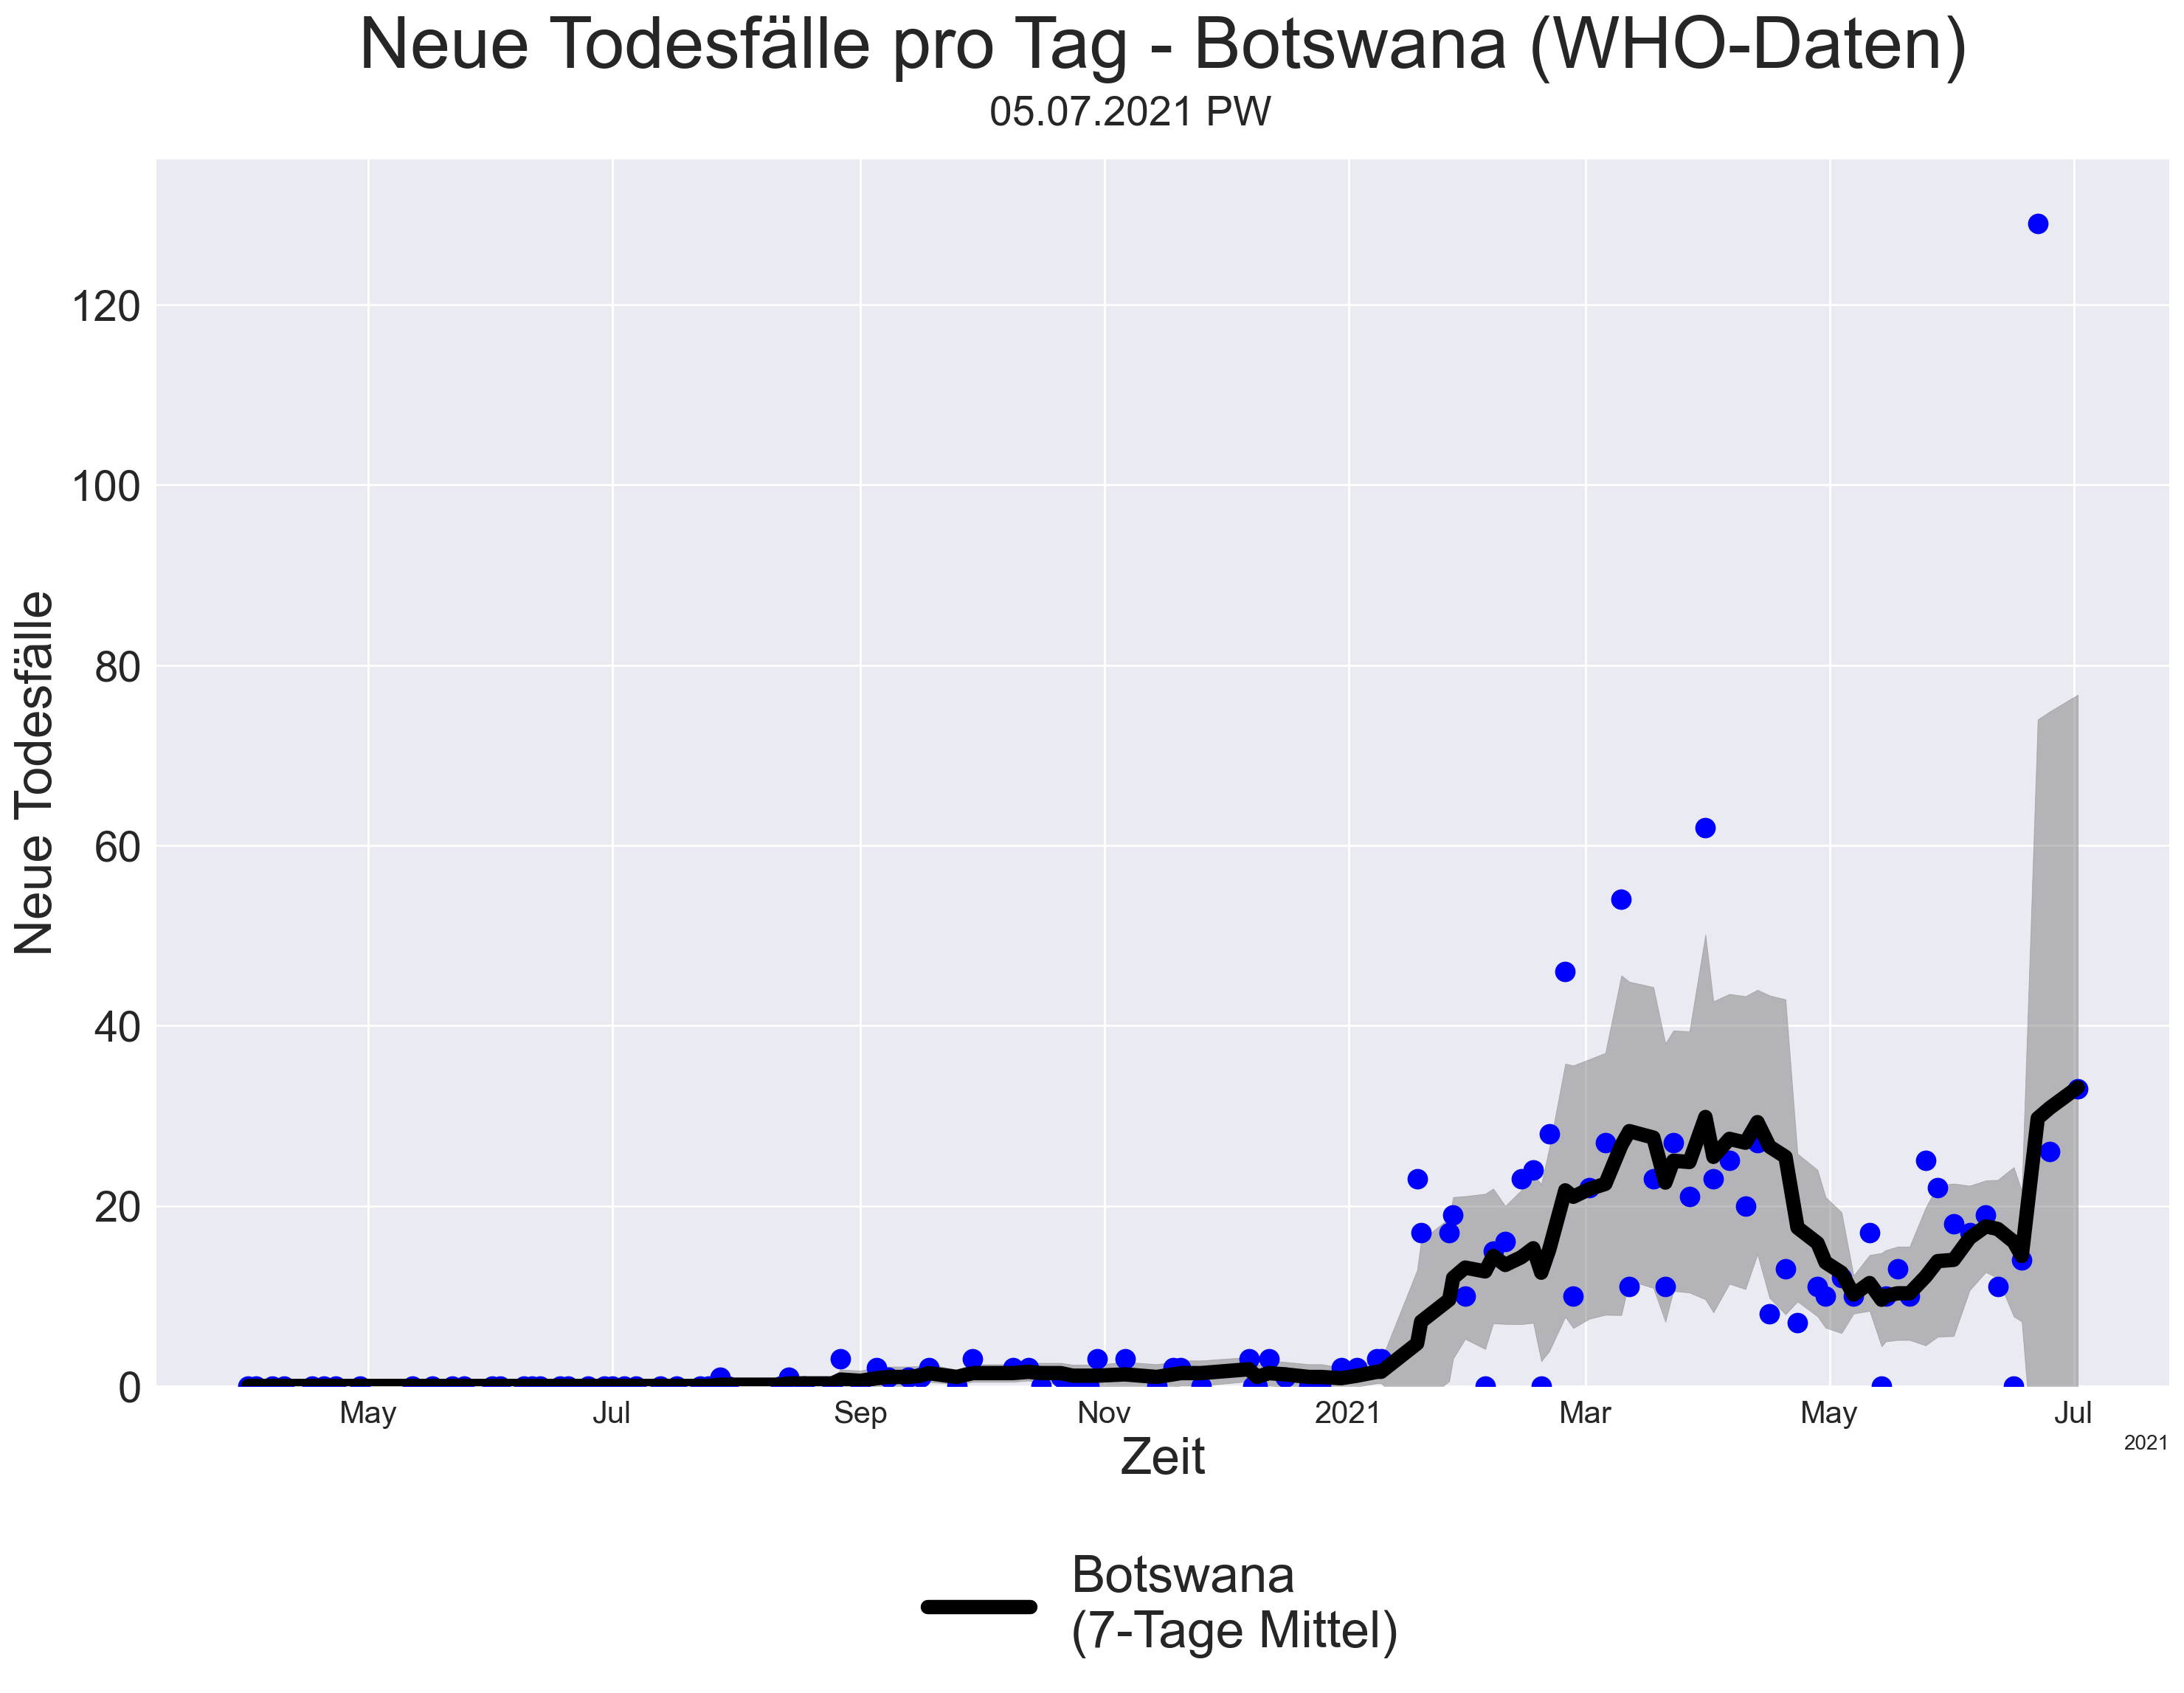 Neue Todesfälle pro Tag - Botswana (WHO-Daten)
05.07.2021 PW
Neue Todesfälle
120
100
80
60
40
20
0
May
Jul
Sep
Nov
2021
Mar
May
Jul
2021
Zeit
Botswana
(7-Tage Mittel)